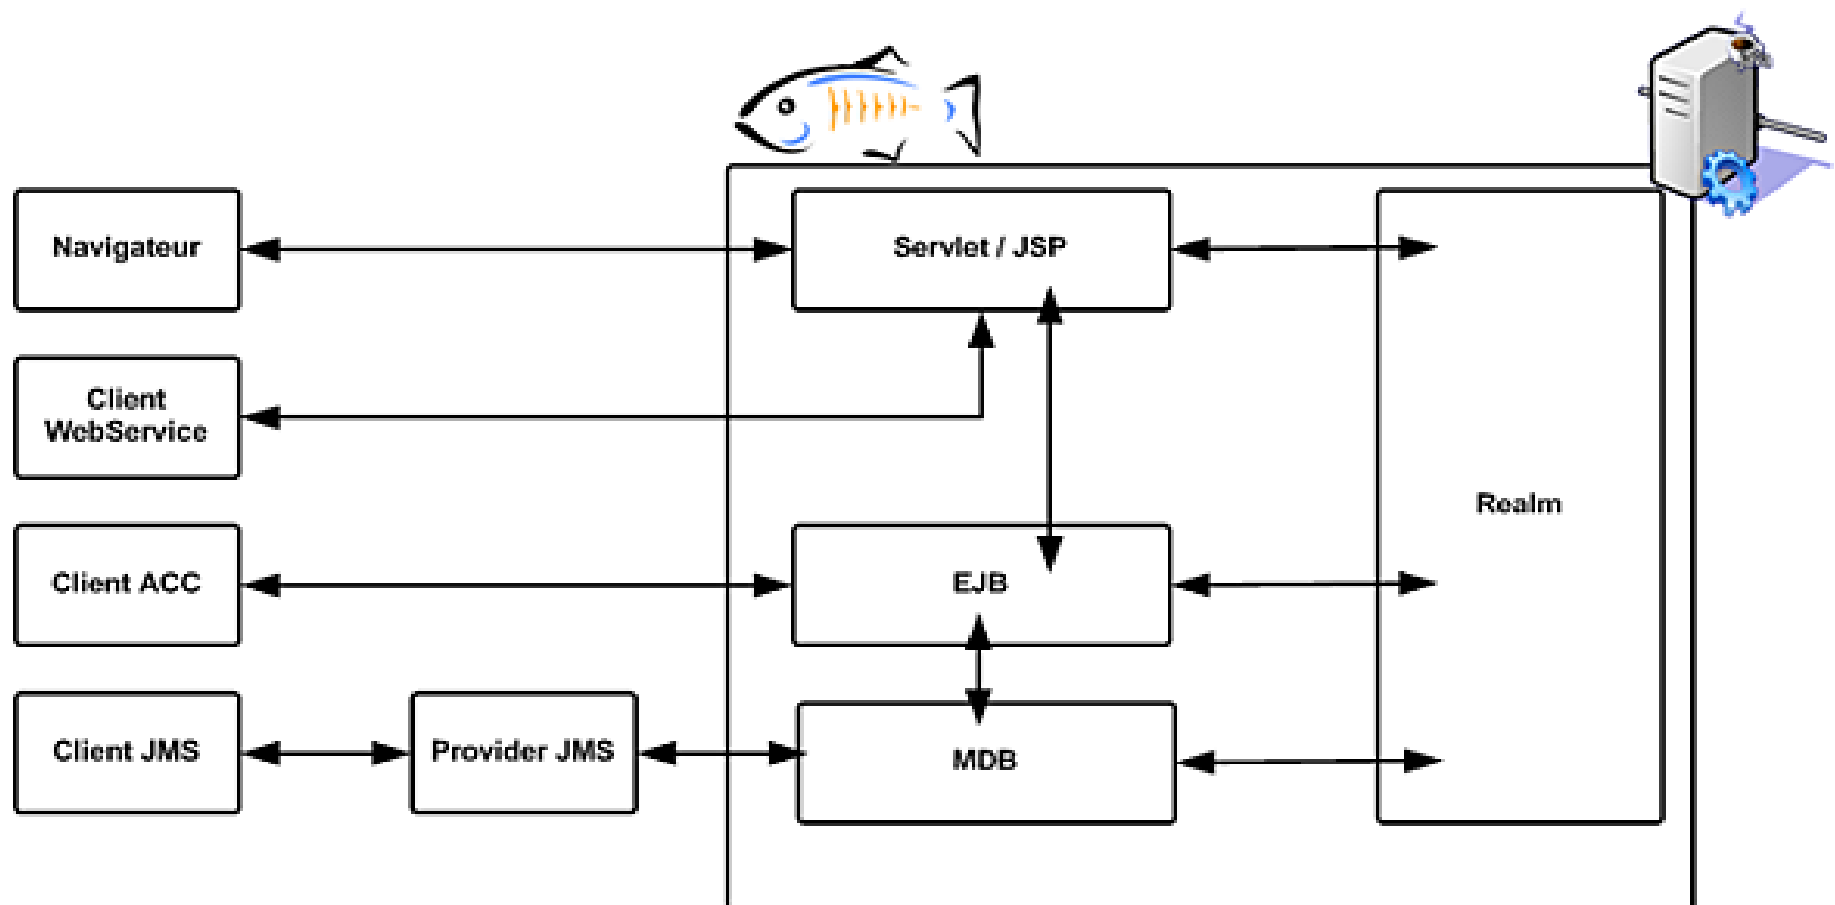 Navigateur
Servlet / JSP
Client
WebService
Realm
Client ACC
EJB
Client JMS
Provider JMS
MDB